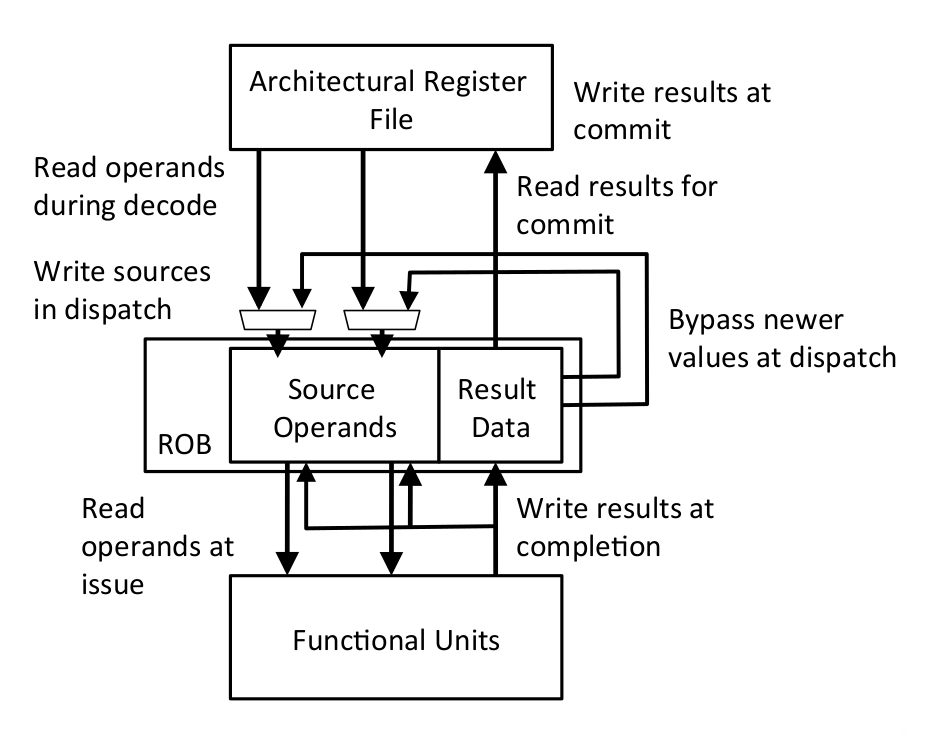 Architectural Register
File
Write results at
commit
Read operands
during decode
Read results for
commit
Write sources
in dispatch
Bypass newer
values at dispatch
Source
Operands
Result
Data
ROB
Read
operands at
issue
Write results at
completion
Functional Units